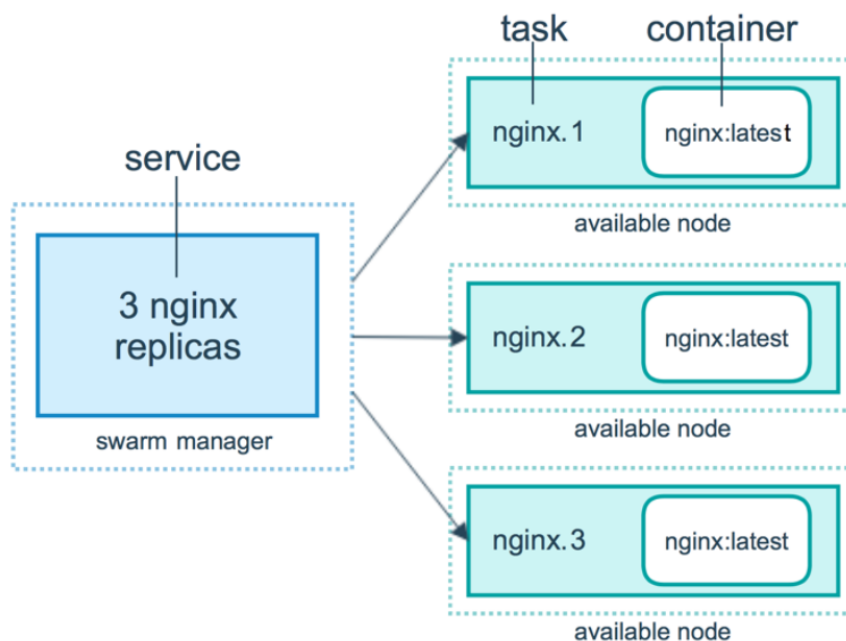 task
container
nginx.1
nginx:latest
available node
service
3 nginx
replicas
swarm manager
nginx.2
nginx:latest
available node
nginx.3
nginx:latest
available node